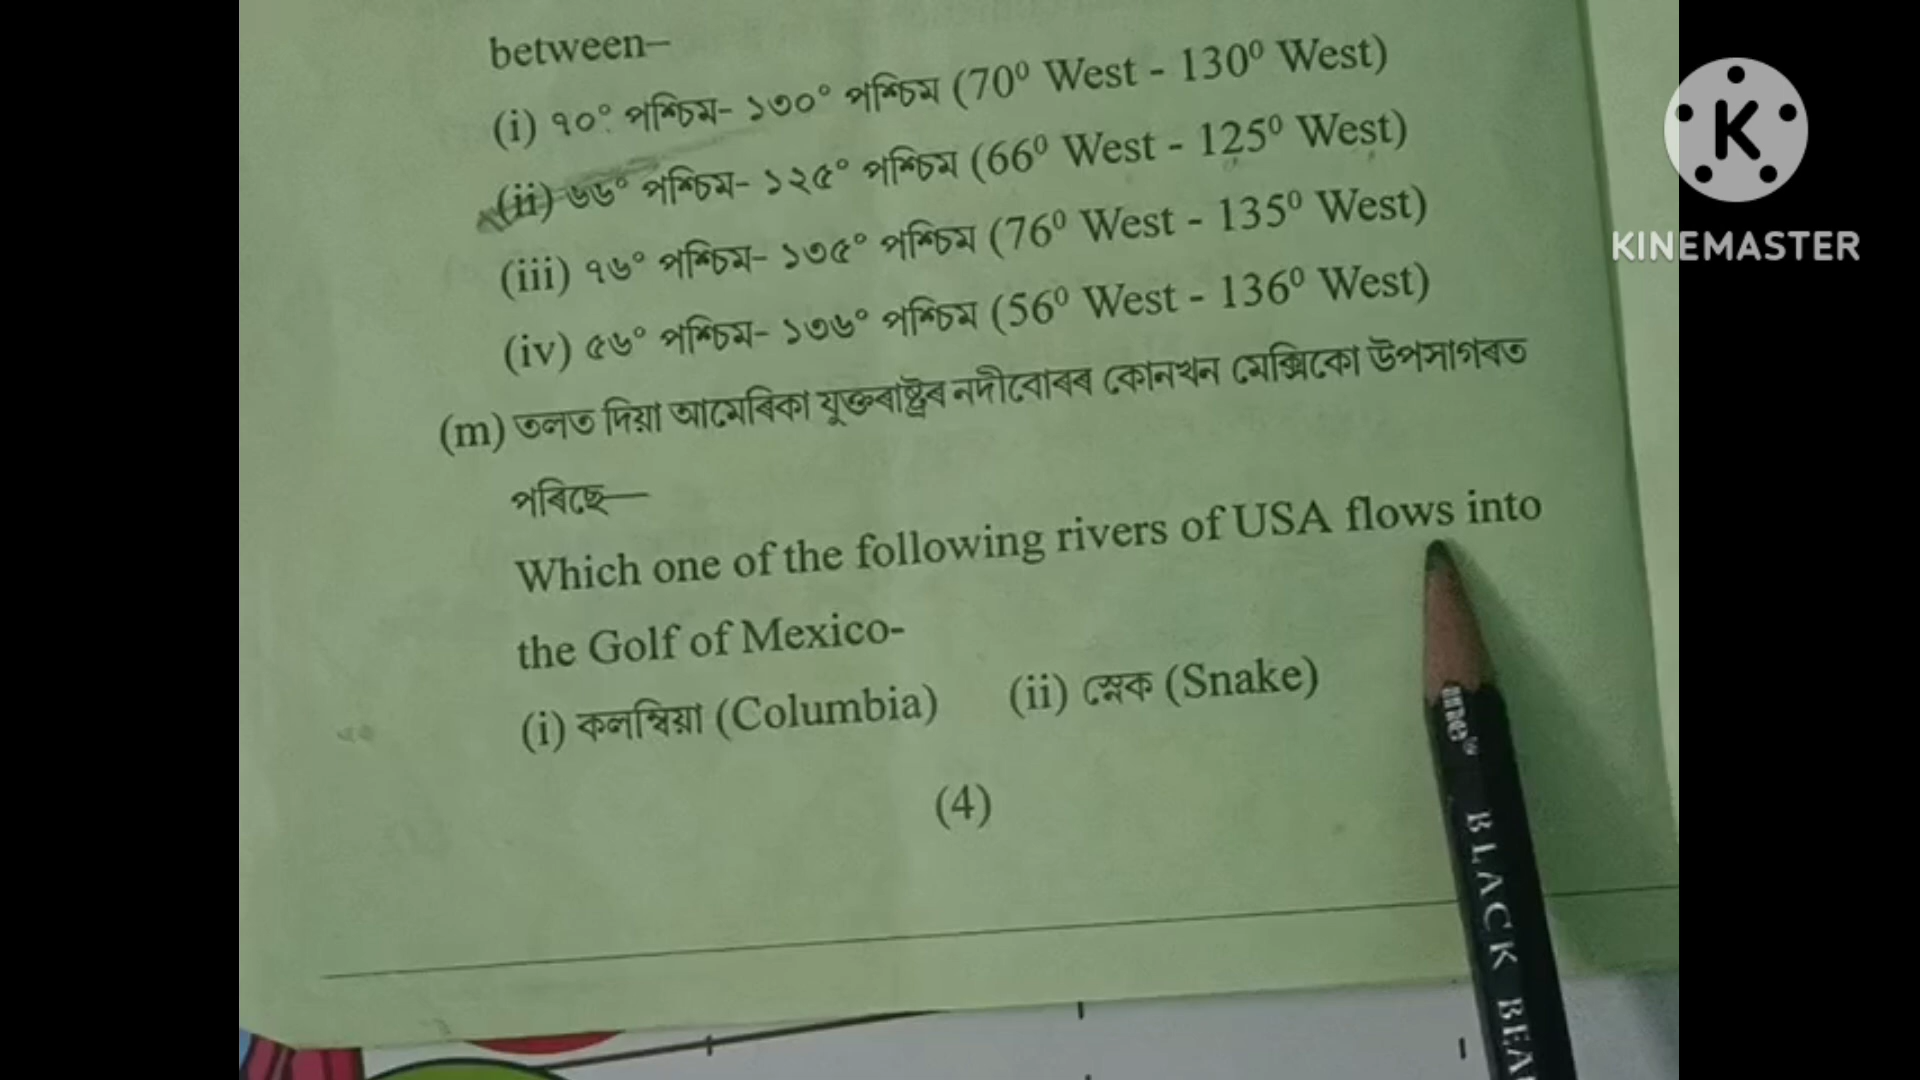 between–
(i) ৭০° পশ্চিম- ১৩০° পশ্চিম (70⁰ West - 130⁰ West)
(ii) ৬৬° পশ্চিম- ১২৫° পশ্চিম (66⁰ West - 125⁰ West)
(iii) ৭৬° পশ্চিম- ১৩৫° পশ্চিম (76⁰ West - 135⁰ West)
(iv) ৫৬° পশ্চিম- ১৩৬° পশ্চিম (56⁰ West - 136⁰ West)
(m) তলত দিয়া আমেৰিকা যুক্তৰাষ্ট্ৰৰ নদীবোৰৰ কোনখন মেক্সিকো উপসাগৰত
পৰিছে—
Which one of the following rivers of USA flows into
the Golf of Mexico-
(i) কলম্বিয়া (Columbia) (ii) স্নেক (Snake)
(4)
KINEMASTER
BLACK